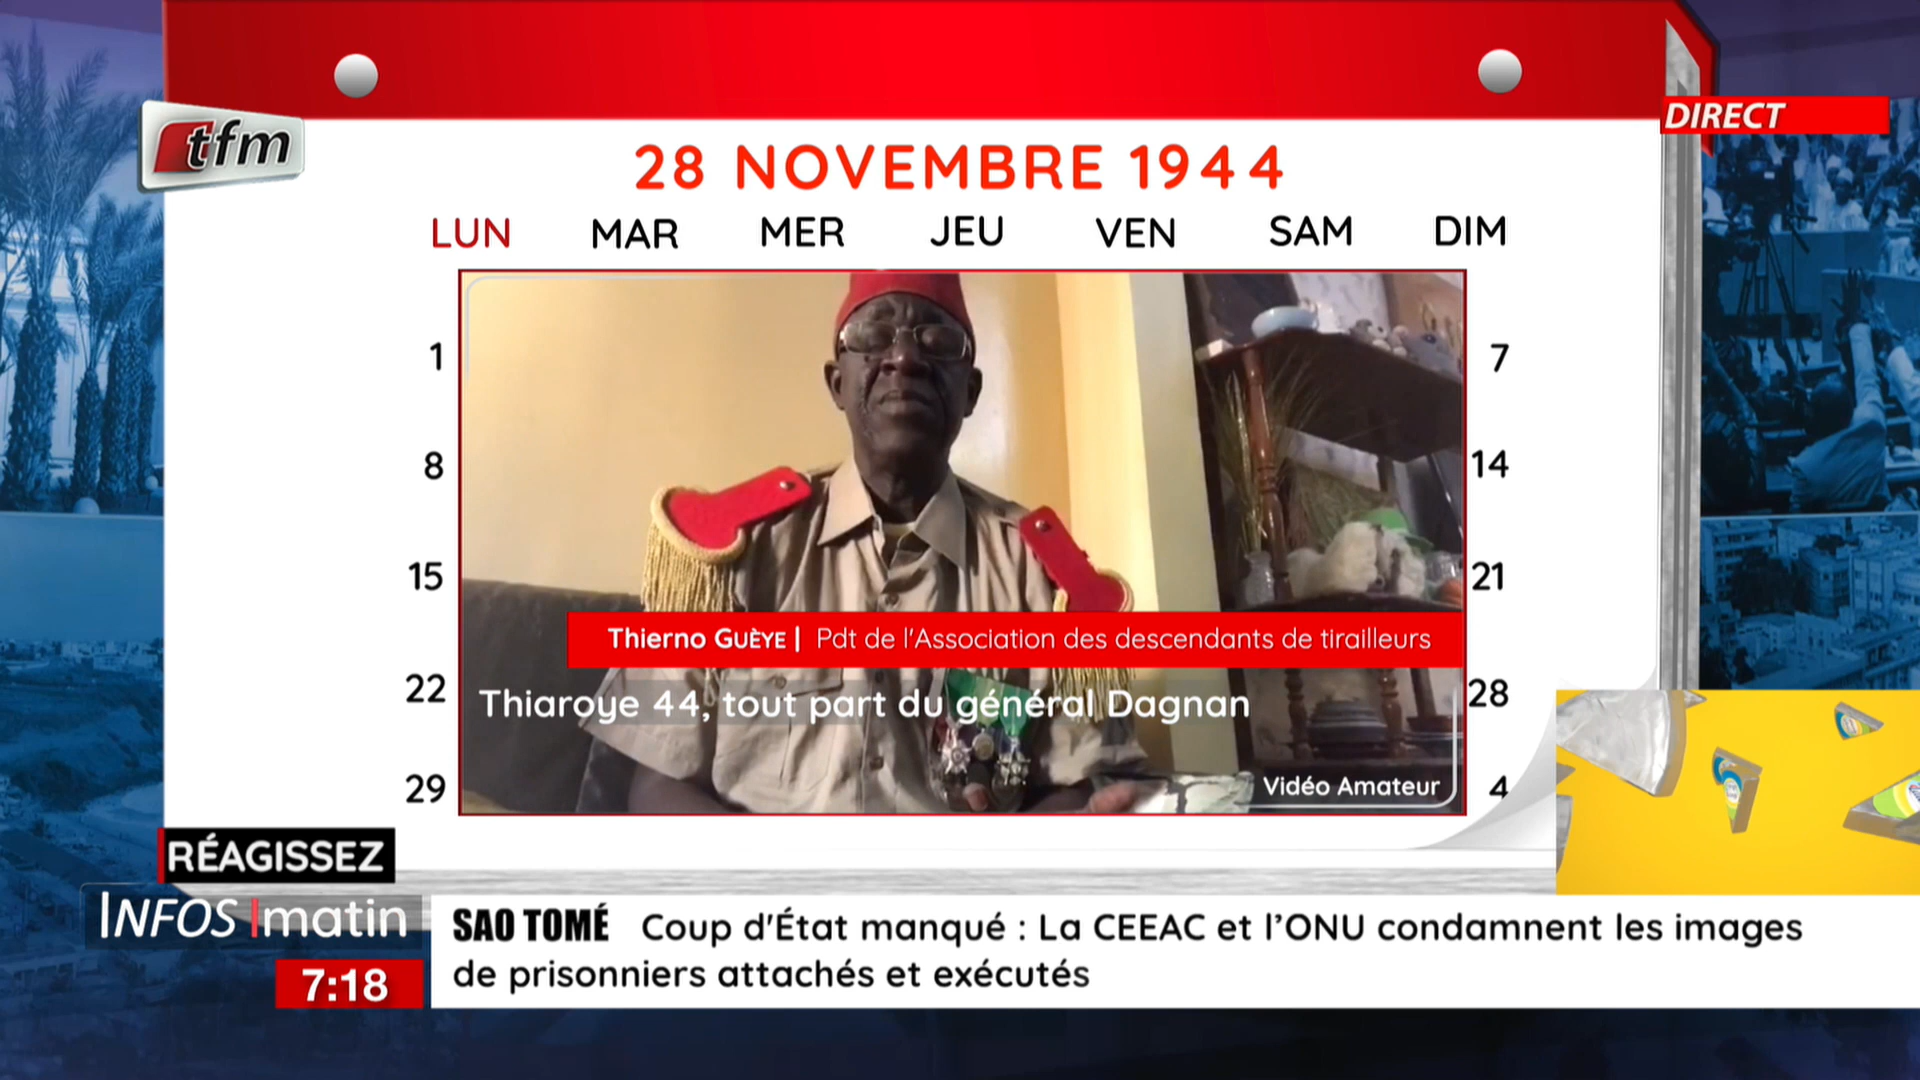 tfm
DIRECT
28 NOVEMBRE 1944
LUN MAR MER JEU VEN SAM DIM
1 7
8 14
15 21
22 28
29 4
Thierno GUÈYE | Pdt de l'Association des descendants de tirailleurs
Thiaroye 44, tout part du général Dagnan
Vidéo Amateur
RÉAGISSEZ
INFOS matin
7:18
SAO TOMÉ Coup d'État manqué : La CEEAC et l’ONU condamnent les images
de prisonniers attachés et exécutés